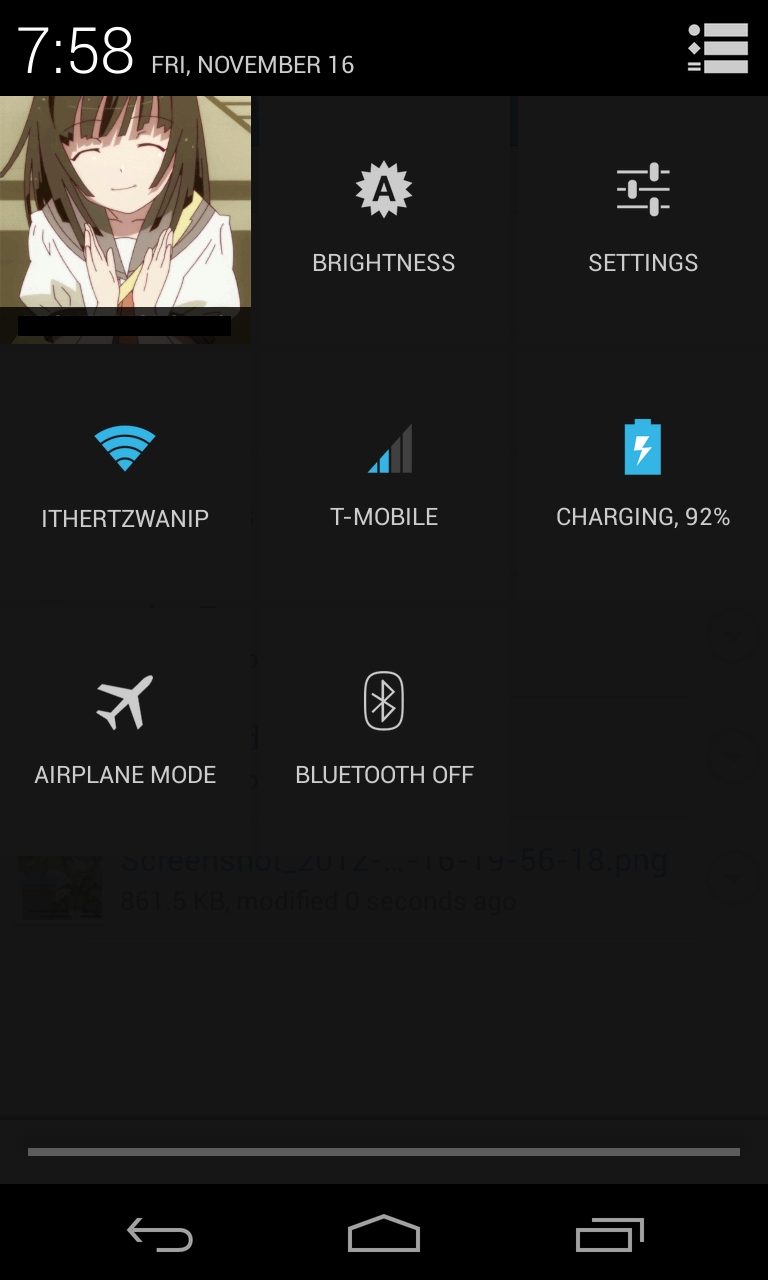 7:58 FRI, NOVEMBER 16
A
BRIGHTNESS
SETTINGS
ITHERTZWANIP
T-MOBILE
CHARGING, 92%
AIRPLANE MODE
BLUETOOTH OFF
Screenshot_2012-...-16-19-56-18.png
861.5 KB, modified 0 seconds ago